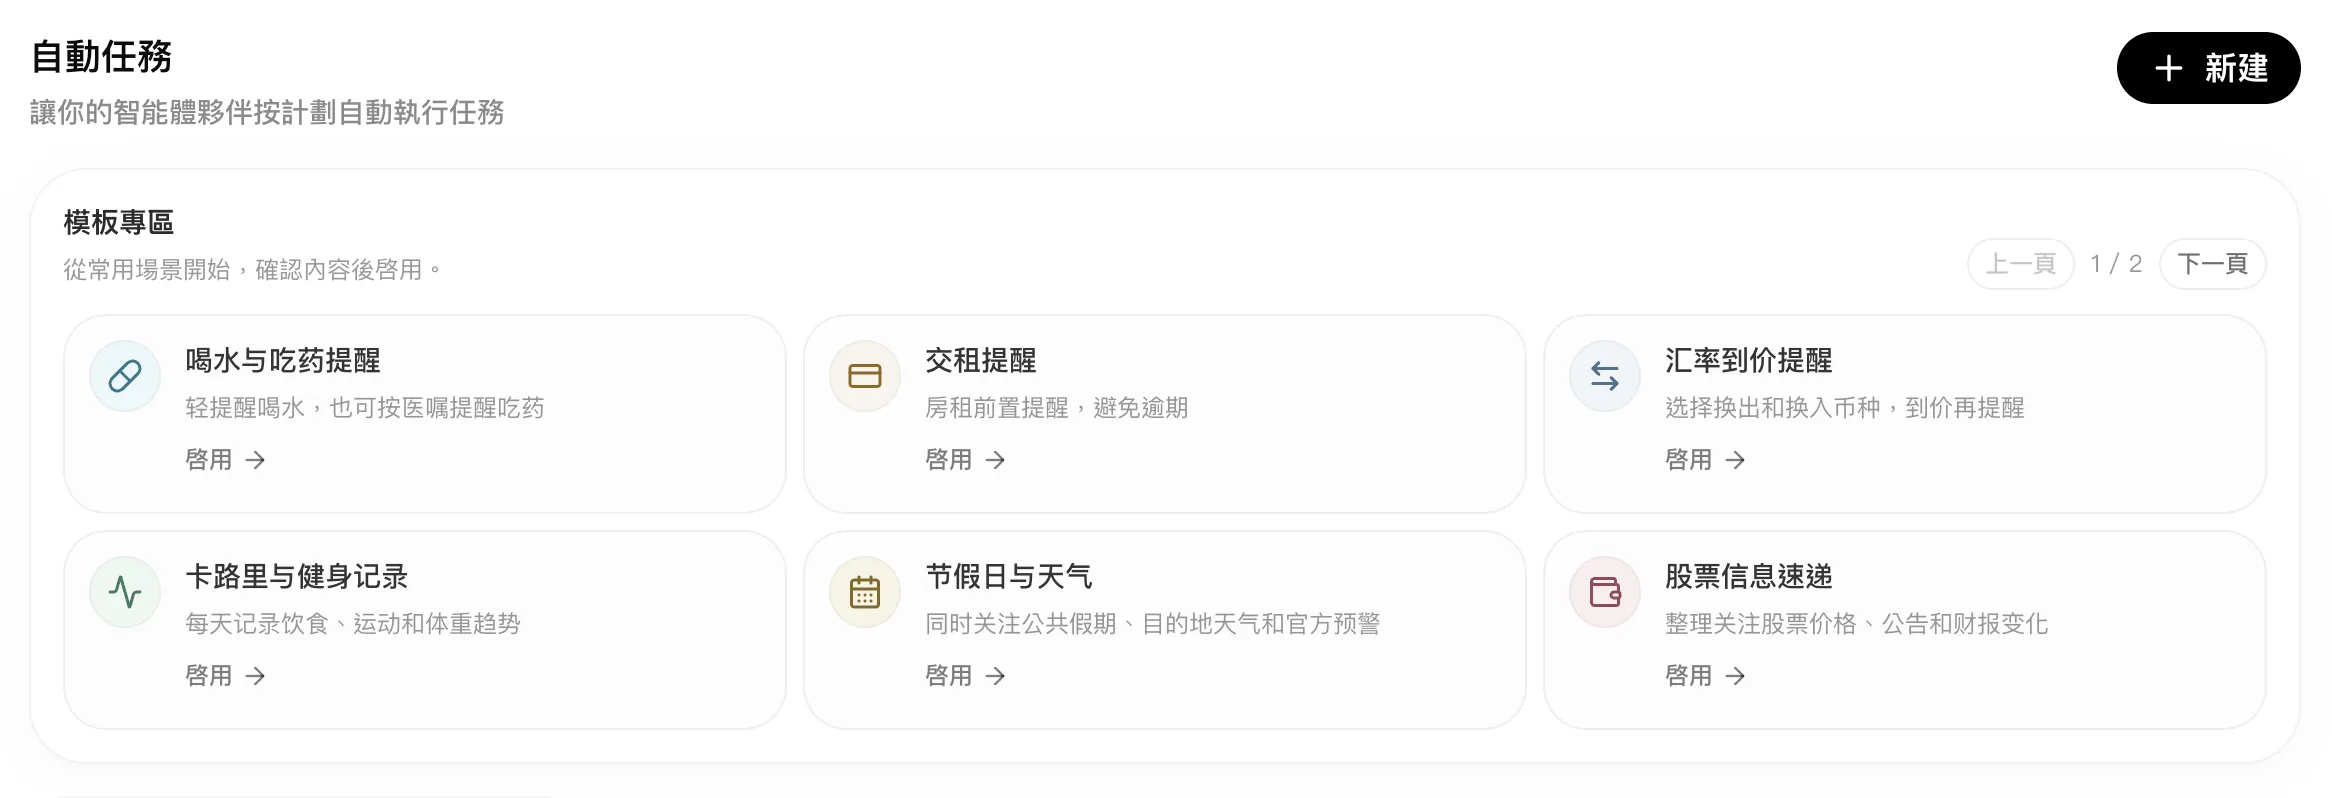 自動任務
＋ 新建
讓你的智能體夥伴按計劃自動執行任務
模板專區
從常用場景開始，確認內容後啓用。
上一頁 1 / 2 下一頁
喝水与吃药提醒
轻提醒喝水，也可按医嘱提醒吃药
啓用 →
交租提醒
房租前置提醒，避免逾期
啓用 →
汇率到价提醒
选择换出和换入币种，到价再提醒
啓用 →
卡路里与健身记录
每天记录饮食、运动和体重趋势
啓用 →
节假日与天气
同时关注公共假期、目的地天气和官方预警
啓用 →
股票信息速递
整理关注股票价格、公告和财报变化
啓用 →